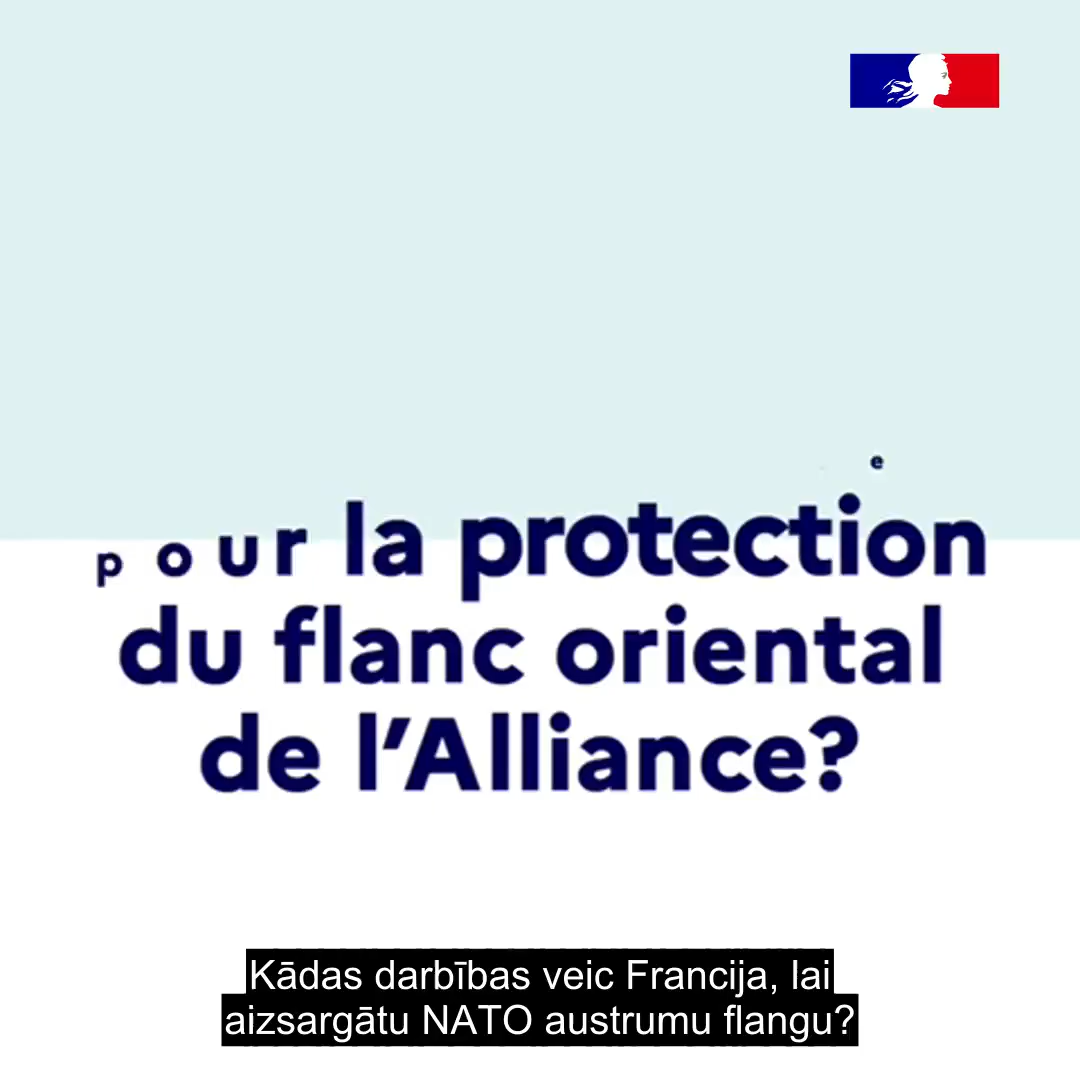 e
pour la protection
du flanc oriental
de l'Alliance?
Kādas darbības veic Francija, lai
aizsargātu NATO austrumu flangu?